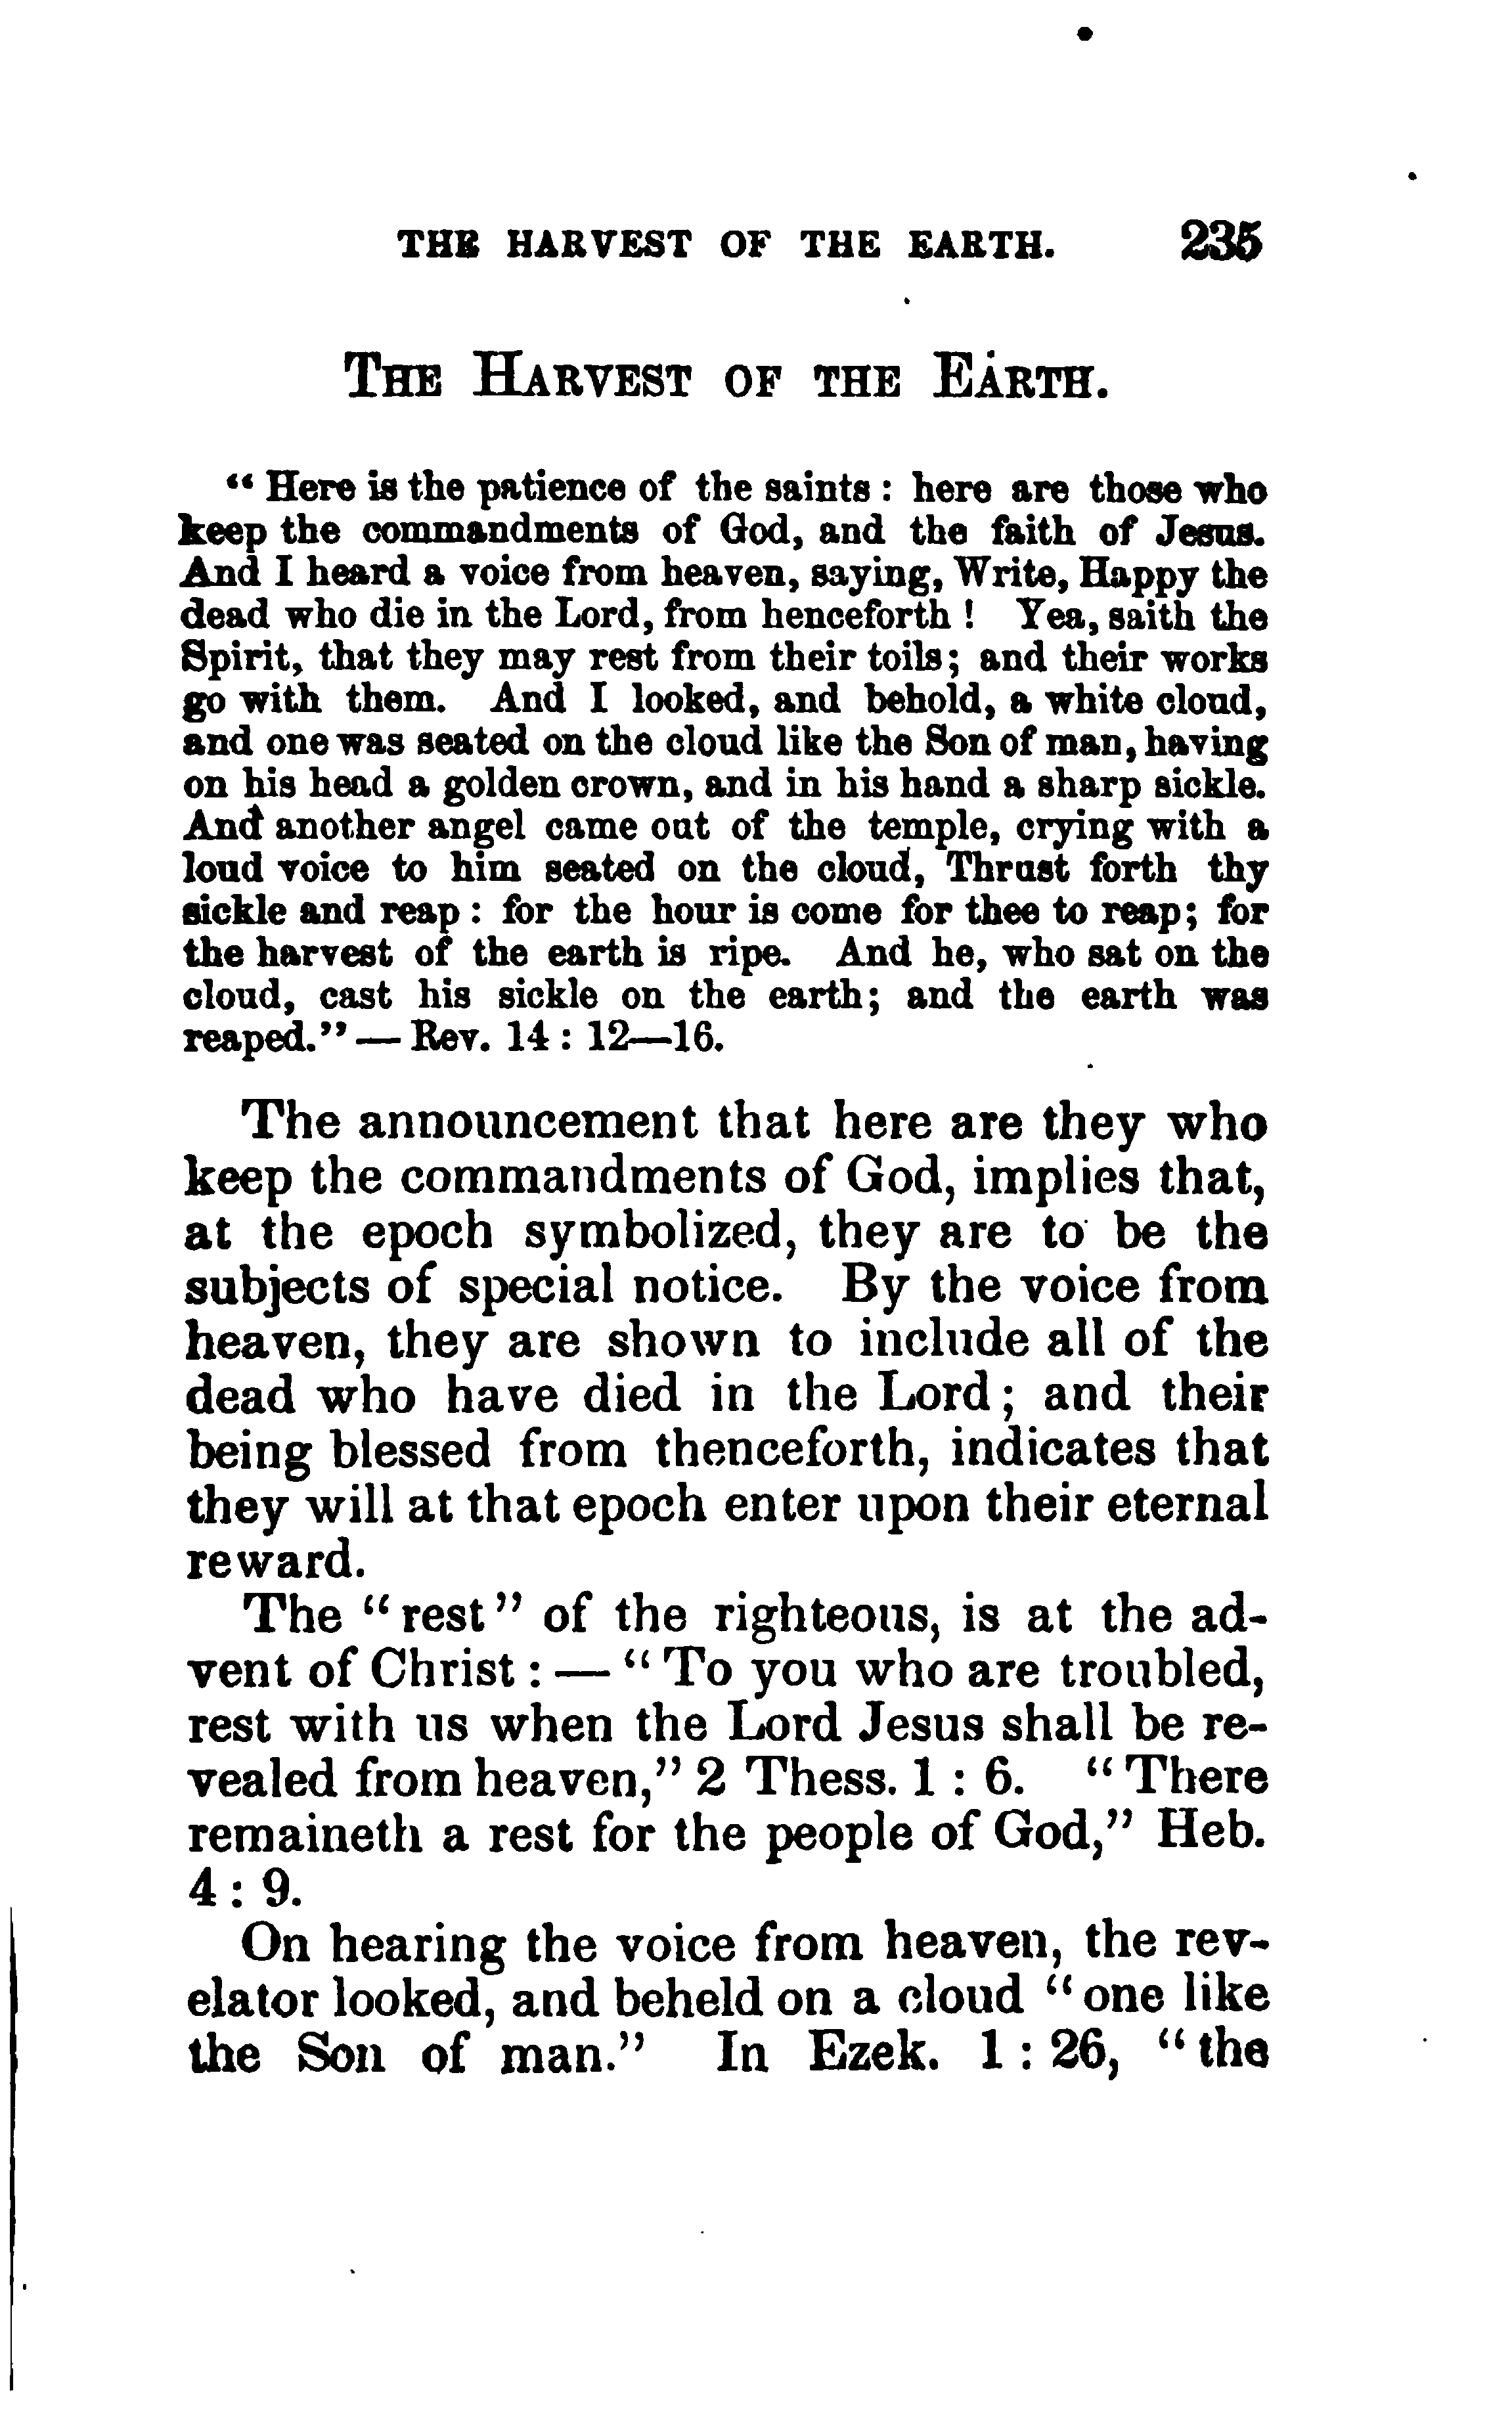 THE HARVEST OF THE EARTH. 235
THE HARVEST OF THE EARTH.
“ Here is the patience of the saints : here are those who
keep the commandments of God, and the faith of Jesus.
And I heard a voice from heaven, saying, Write, Happy the
dead who die in the Lord, from henceforth ! Yea, saith the
Spirit, that they may rest from their toils; and their works
go with them. And I looked, and behold, a white cloud,
and one was seated on the cloud like the Son of man, having
on his head a golden crown, and in his hand a sharp sickle.
And another angel came out of the temple, crying with a
loud voice to him seated on the cloud, Thrust forth thy
sickle and reap : for the hour is come for thee to reap; for
the harvest of the earth is ripe. And he, who sat on the
cloud, cast his sickle on the earth; and the earth was
reaped.” — Rev. 14 : 12—16.
The announcement that here are they who
keep the commandments of God, implies that,
at the epoch symbolized, they are to be the
subjects of special notice. By the voice from
heaven, they are shown to include all of the
dead who have died in the Lord; and their
being blessed from thenceforth, indicates that
they will at that epoch enter upon their eternal
reward.
The “rest” of the righteous, is at the ad-
vent of Christ : — “To you who are troubled,
rest with us when the Lord Jesus shall be re-
vealed from heaven,” 2 Thess. 1 : 6. “There
remaineth a rest for the people of God,” Heb.
4 : 9.
On hearing the voice from heaven, the rev-
elator looked, and beheld on a cloud “one like
the Son of man.” In Ezek. 1 : 26, “the